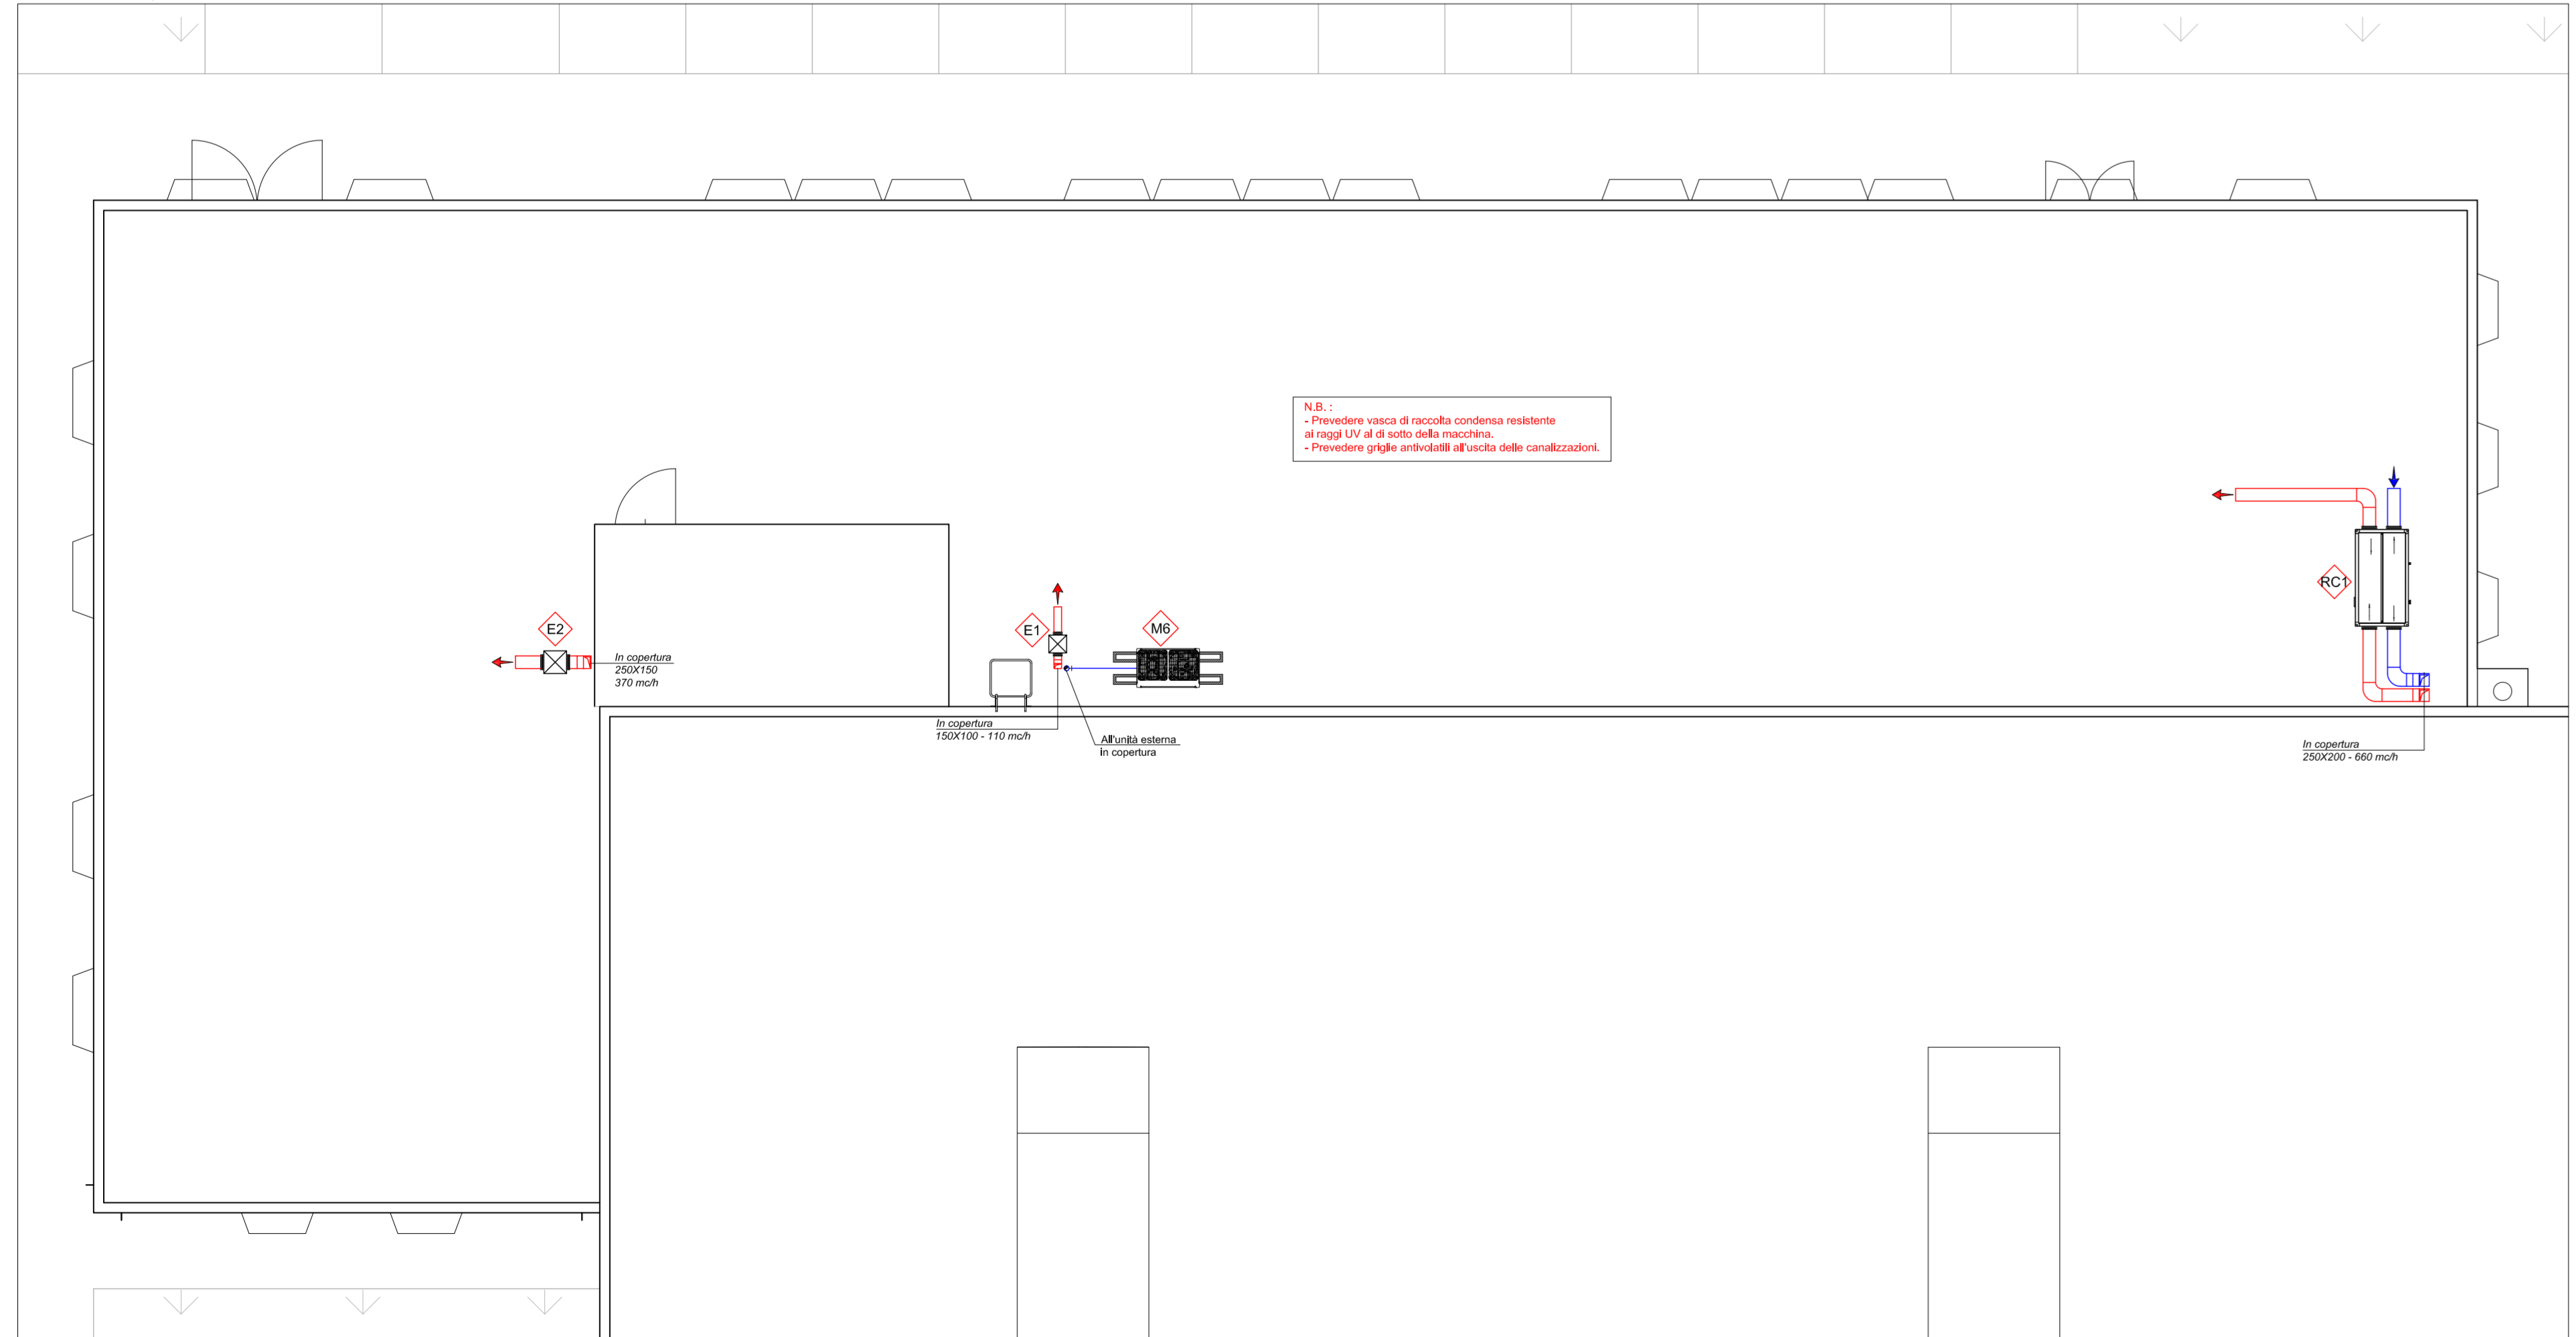 N.B. :
- Prevedere vasca di raccolta condensa resistente
ai raggi UV al di sotto della macchina.
- Prevedere griglie antivolatili all'uscita delle canalizzazioni.
RC1
E2
E1
M6
In copertura
250X150
370 mc/h
In copertura
150X100 - 110 mc/h
All'unità esterna
in copertura
In copertura
250X200 - 660 mc/h